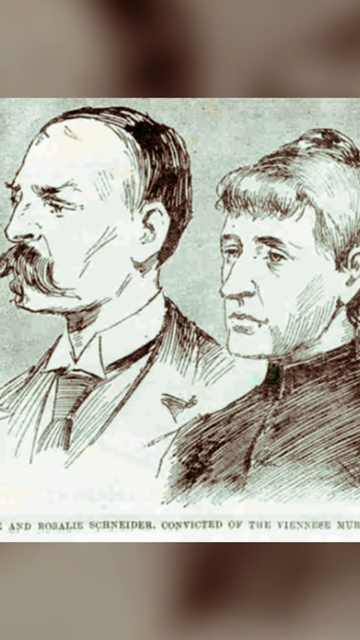 AND ROSALIE SCHNEIDER, CONVICTED OF THE VIENNESE MUR